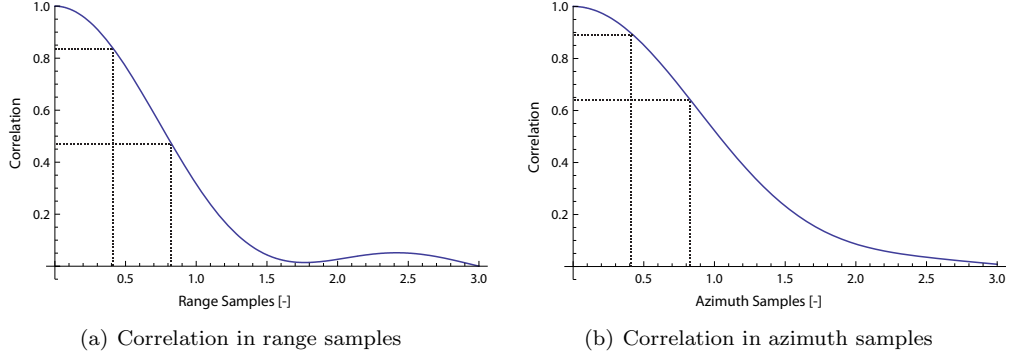 1.0
0.8
0.6
0.4
0.2
Correlation
0.5 1.0 1.5 2.0 2.5 3.0
Range Samples [-]
(a) Correlation in range samples
1.0
0.8
0.6
0.4
0.2
Correlation
0.5 1.0 1.5 2.0 2.5 3.0
Azimuth Samples [-]
(b) Correlation in azimuth samples